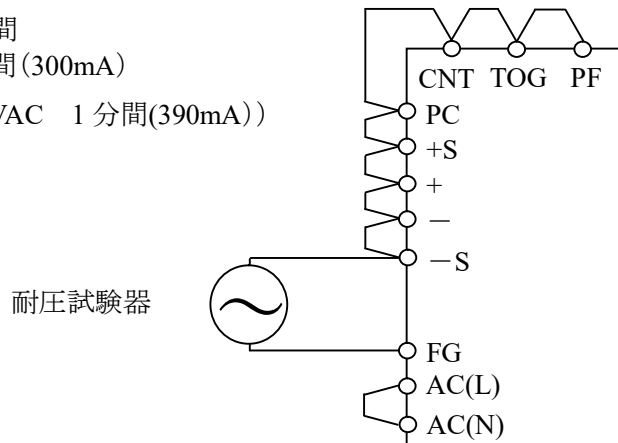 間
間(300mA)
VAC 1 分間(390mA))
CNT TOG PF
PC
+S
+
－
－S
耐圧試験器
FG
AC(L)
AC(N)